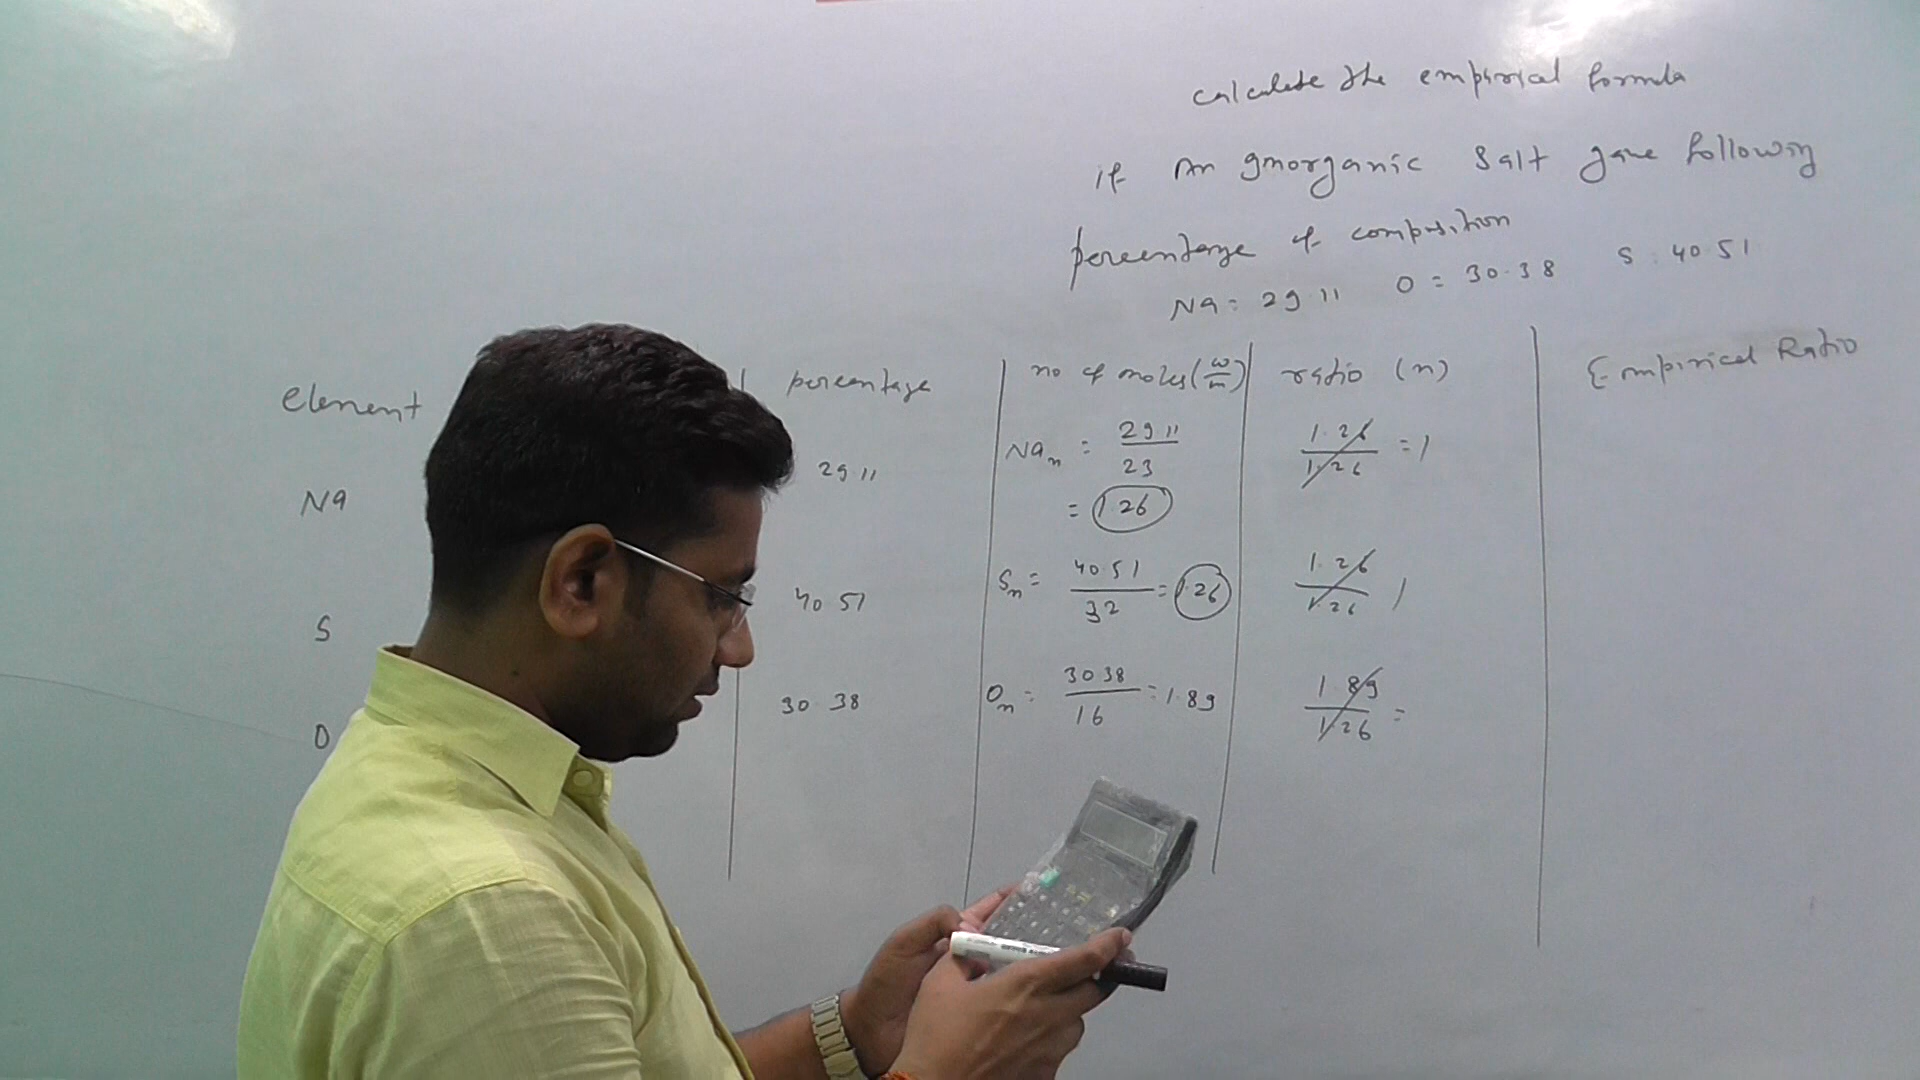 calculate the empirical formula
if An Inorganic Salt gave following
percentage of composition
Na = 29.11 O = 30.38 S : 40.51
element percentage no of moles (w/m) ratio (n) Empirical Ratio
Na 29.11 Na n = 29.11/23 = 1.26 1.26/1.26 = 1
S 40.51 S n = 40.51/32 = 1.26 1.26/1.26 1
O 30.38 O n = 30.38/16 = 1.89 1.89/1.26 =